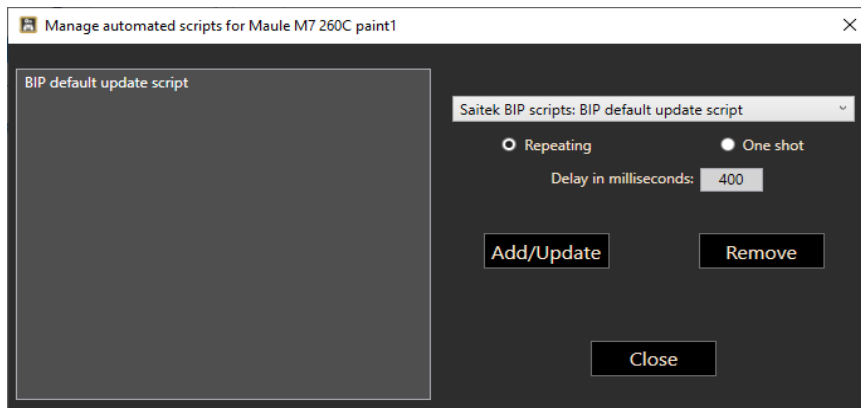 Manage automated scripts for Maule M7 260C paint1
BIP default update script
Saitek BIP scripts: BIP default update script
Repeating
One shot
Delay in milliseconds:
400
Add/Update
Remove
Close